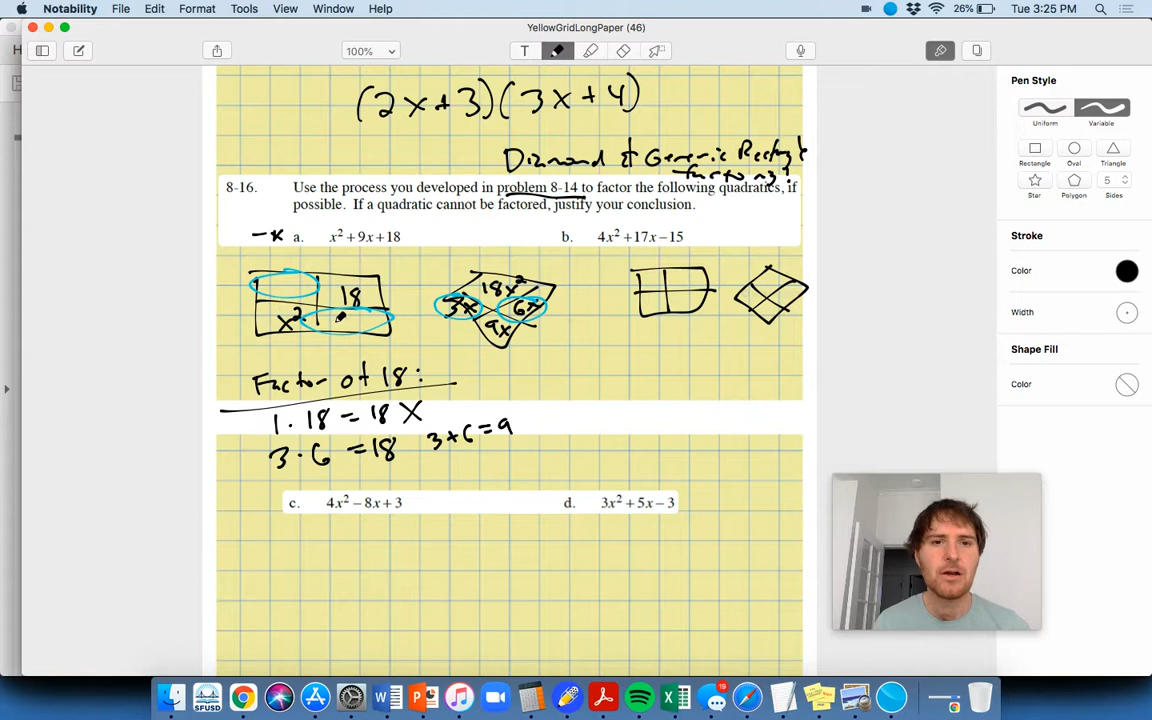 Notability File Edit Format Tools View Window Help
26% Tue 3:25 PM
YellowGridLongPaper (46)
100%
T
Pen Style
Uniform Variable
Rectangle Oval Triangle
5
Star Polygon Sides
Stroke
Color
Width
Shape Fill
Color
(2x+3)(3x+4)
Diamond & Generic Rectangle
factoring!
8-16. Use the process you developed in problem 8-14 to factor the following quadratics, if
possible. If a quadratic cannot be factored, justify your conclusion.
a. x² + 9x + 18 b. 4x² + 17x − 15
18 18x²
3x 6x
x² 9x
Factor of 18:
1 · 18 = 18 X
3 · 6 = 18 3+6=9
c. 4x² − 8x + 3 d. 3x² + 5x − 3
SFUSD
19